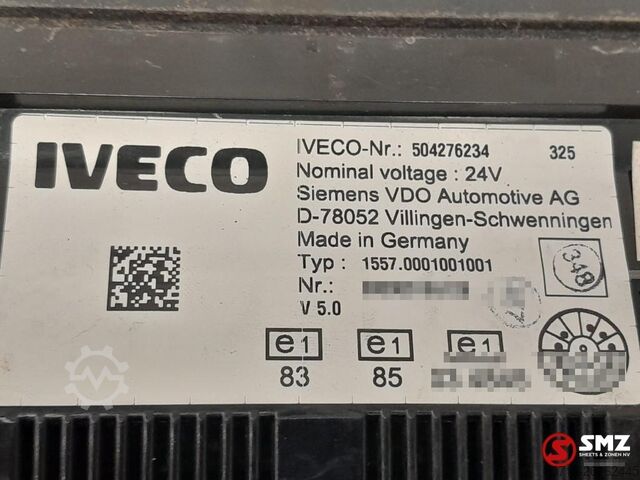 IVECO
IVECO-Nr.: 504276234 325
Nominal voltage : 24V
Siemens VDO Automotive AG
D-78052 Villingen-Schwenningen
Made in Germany
Typ : 1557.0001001001
Nr.:
V 5.0
348
e1 e1 e1
83 85
SMZ
SHEETS & ZONEN NV